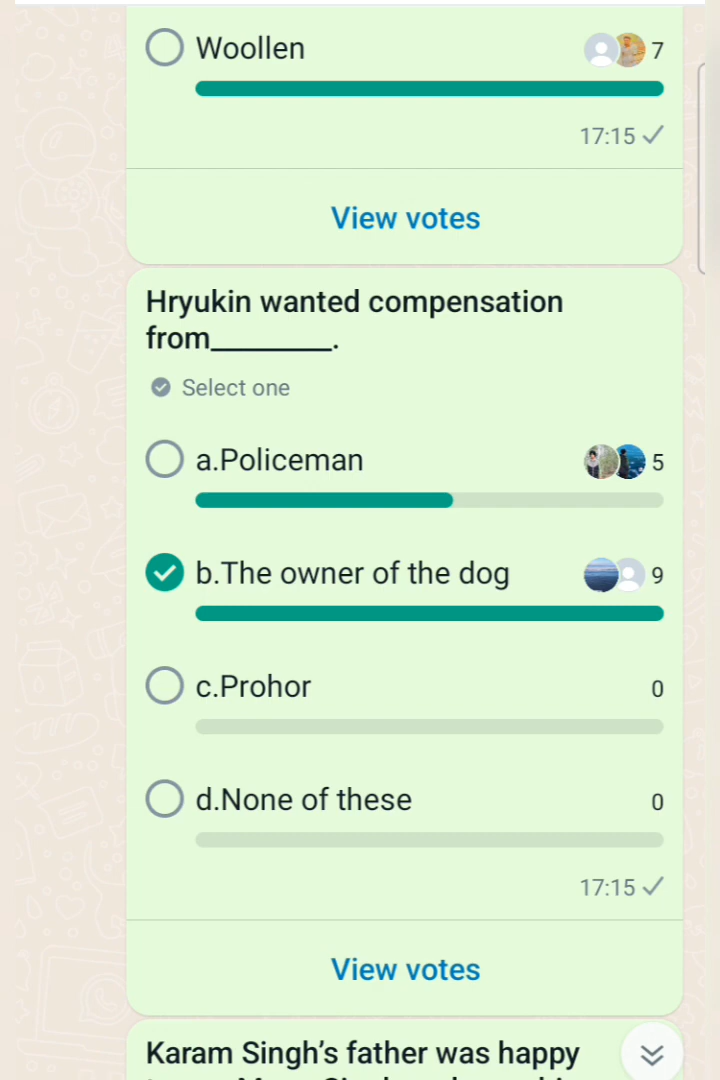 Woollen 7
17:15
View votes
Hryukin wanted compensation
from_________.
Select one
a.Policeman 5
b.The owner of the dog 9
c.Prohor 0
d.None of these 0
17:15
View votes
Karam Singh's father was happy